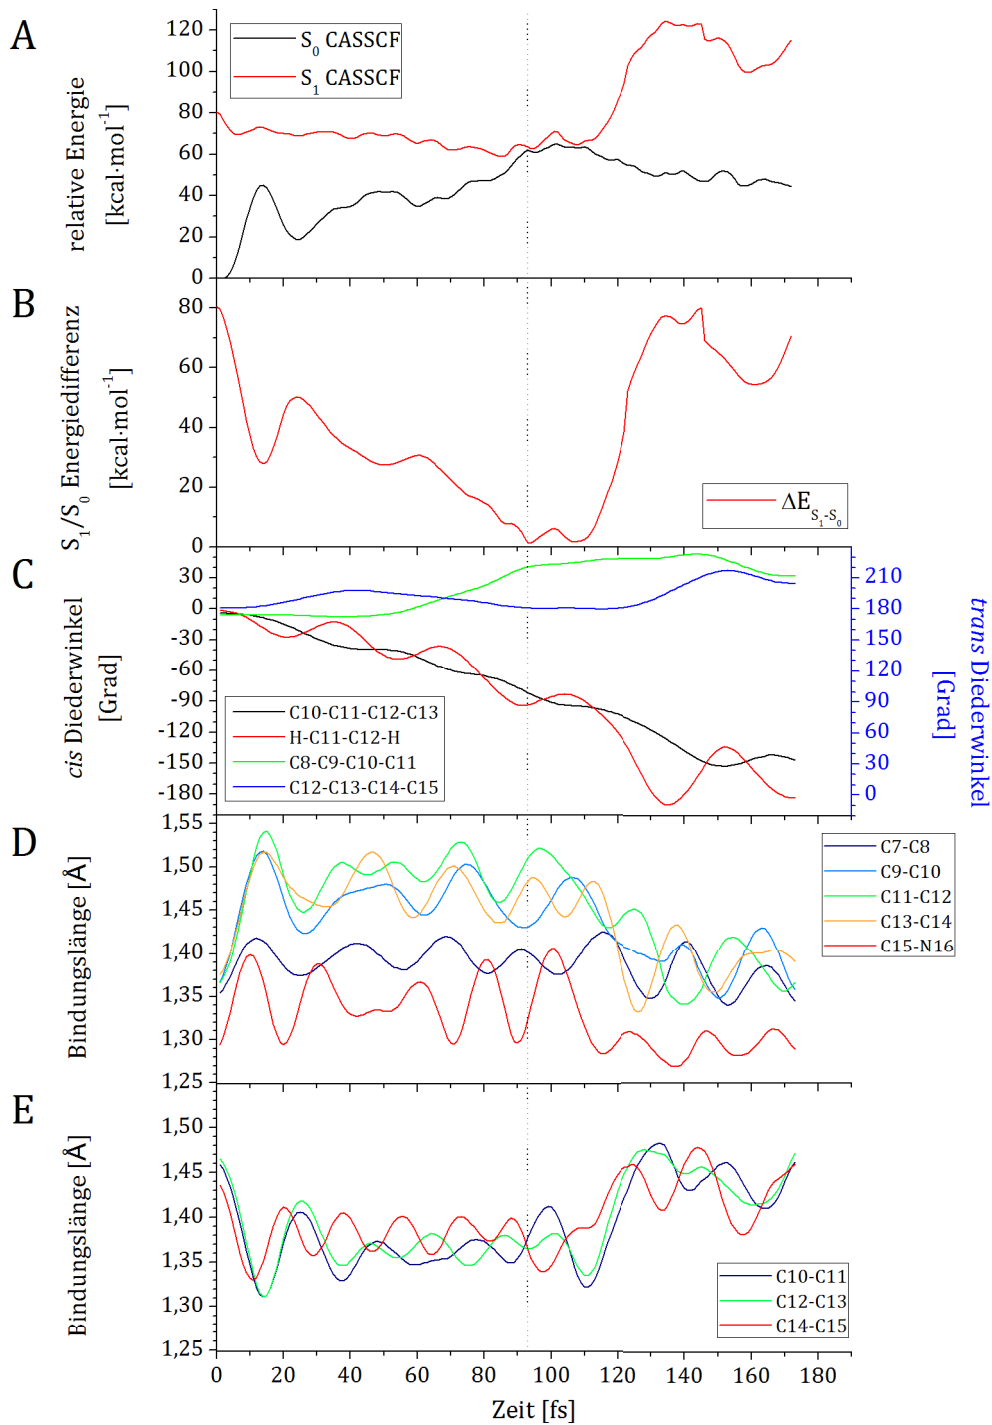 A
relative Energie
[kcal·mol-1]
120
100
80
60
40
20
0
S0 CASSCF
S1 CASSCF
B
S1/S0 Energiedifferenz
[kcal·mol-1]
80
60
40
20
0
ΔES1-S0
C
cis Diederwinkel
[Grad]
30
0
-30
-60
-90
-120
-150
-180
C10-C11-C12-C13
H-C11-C12-H
C8-C9-C10-C11
C12-C13-C14-C15
210
180
150
120
90
60
30
0
trans Diederwinkel
[Grad]
D
Bindungslänge [Å]
1,55
1,50
1,45
1,40
1,35
1,30
1,25
C7-C8
C9-C10
C11-C12
C13-C14
C15-N16
E
Bindungslänge [Å]
1,50
1,45
1,40
1,35
1,30
1,25
C10-C11
C12-C13
C14-C15
0 20 40 60 80 100 120 140 160 180
Zeit [fs]